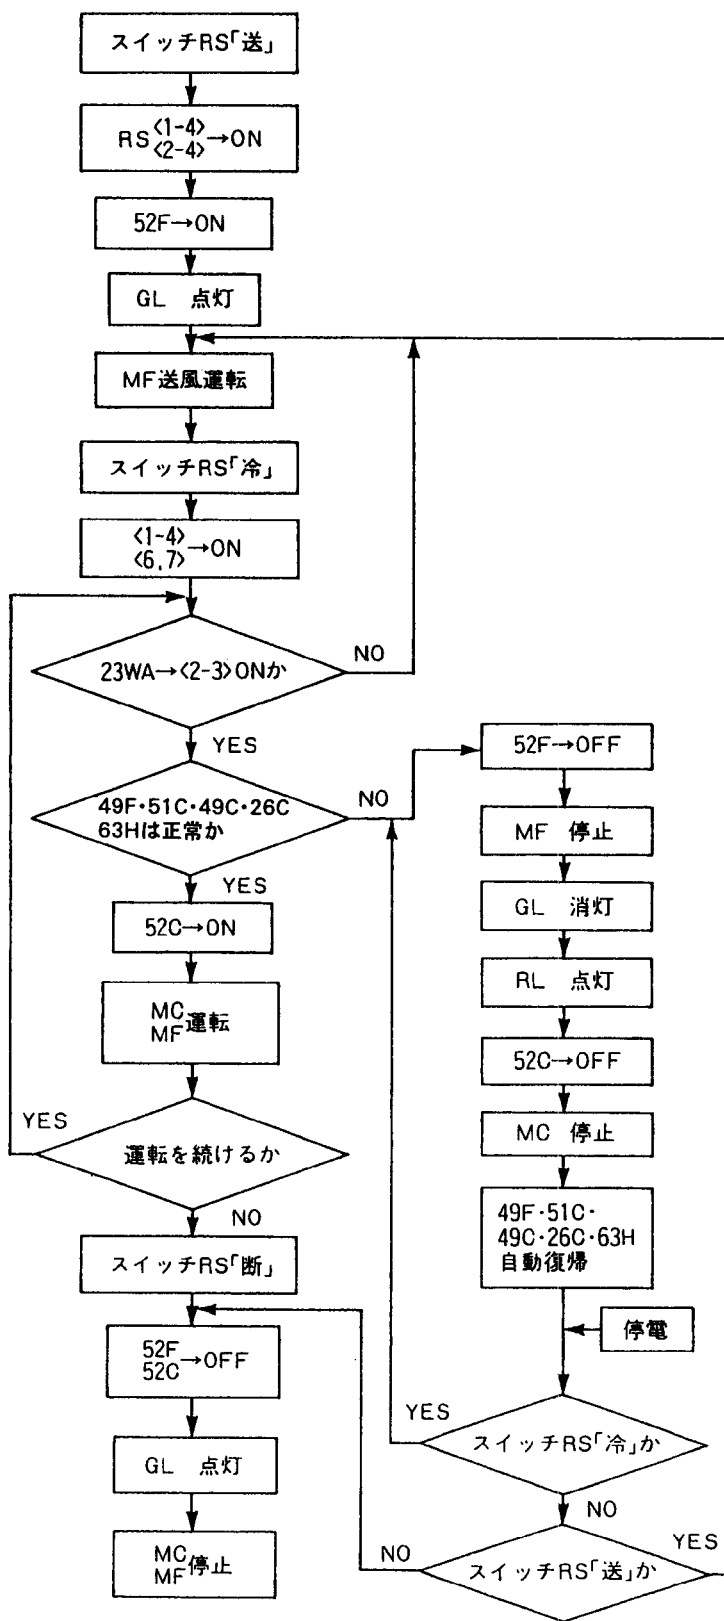 スイッチRS「送」
RS<1-4>
<2-4>→ON
52F→ON
GL 点灯
MF送風運転
スイッチRS「冷」
<1-4>
<6,7>→ON
23WA→<2-3>ONか
NO
YES
49F・51C・49C・26C
63Hは正常か
NO
YES
52C→ON
MC
MF運転
運転を続けるか
YES
NO
スイッチRS「断」
52F
52C→OFF
GL 点灯
MC
MF停止
52F→OFF
MF 停止
GL 消灯
RL 点灯
52C→OFF
MC 停止
49F・51C・
49C・26C・63H
自動復帰
停電
スイッチRS「冷」か
YES
NO
スイッチRS「送」か
NO
YES